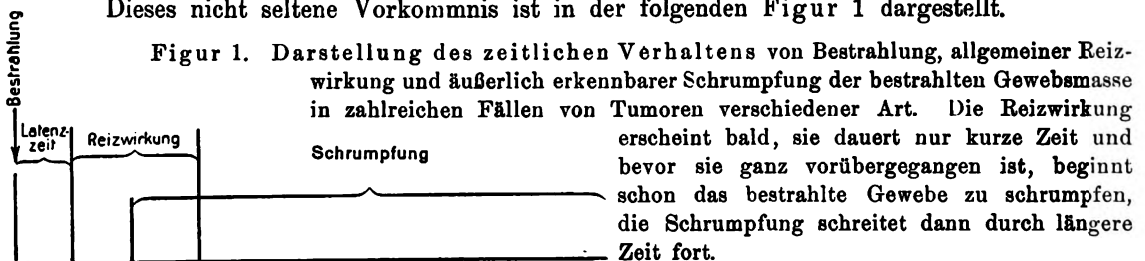 Dieses nicht seltene Vorkommnis ist in der folgenden Figur 1 dargestellt.
Figur 1. Darstellung des zeitlichen Verhaltens von Bestrahlung, allgemeiner Reiz-
wirkung und äußerlich erkennbarer Schrumpfung der bestrahlten Gewebsmasse
in zahlreichen Fällen von Tumoren verschiedener Art. Die Reizwirkung
erscheint bald, sie dauert nur kurze Zeit und
bevor sie ganz vorübergegangen ist, beginnt
schon das bestrahlte Gewebe zu schrumpfen,
die Schrumpfung schreitet dann durch längere
Zeit fort.
Bestrahlung
Latenz-
zeit
Reizwirkung
Schrumpfung